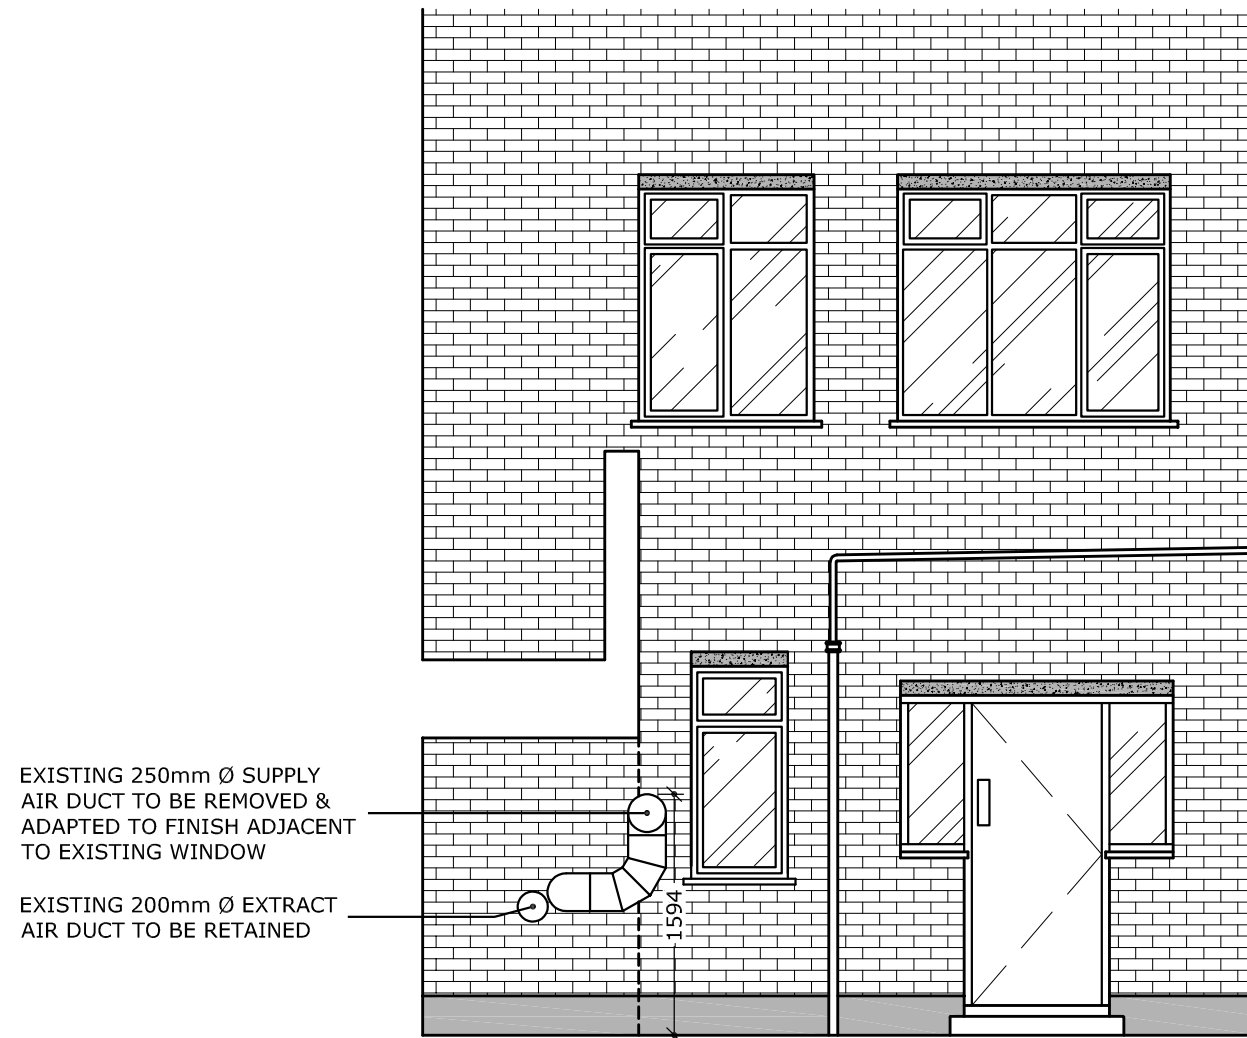 EXISTING 250mm Ø SUPPLY
AIR DUCT TO BE REMOVED &
ADAPTED TO FINISH ADJACENT
TO EXISTING WINDOW
EXISTING 200mm Ø EXTRACT
AIR DUCT TO BE RETAINED
1594